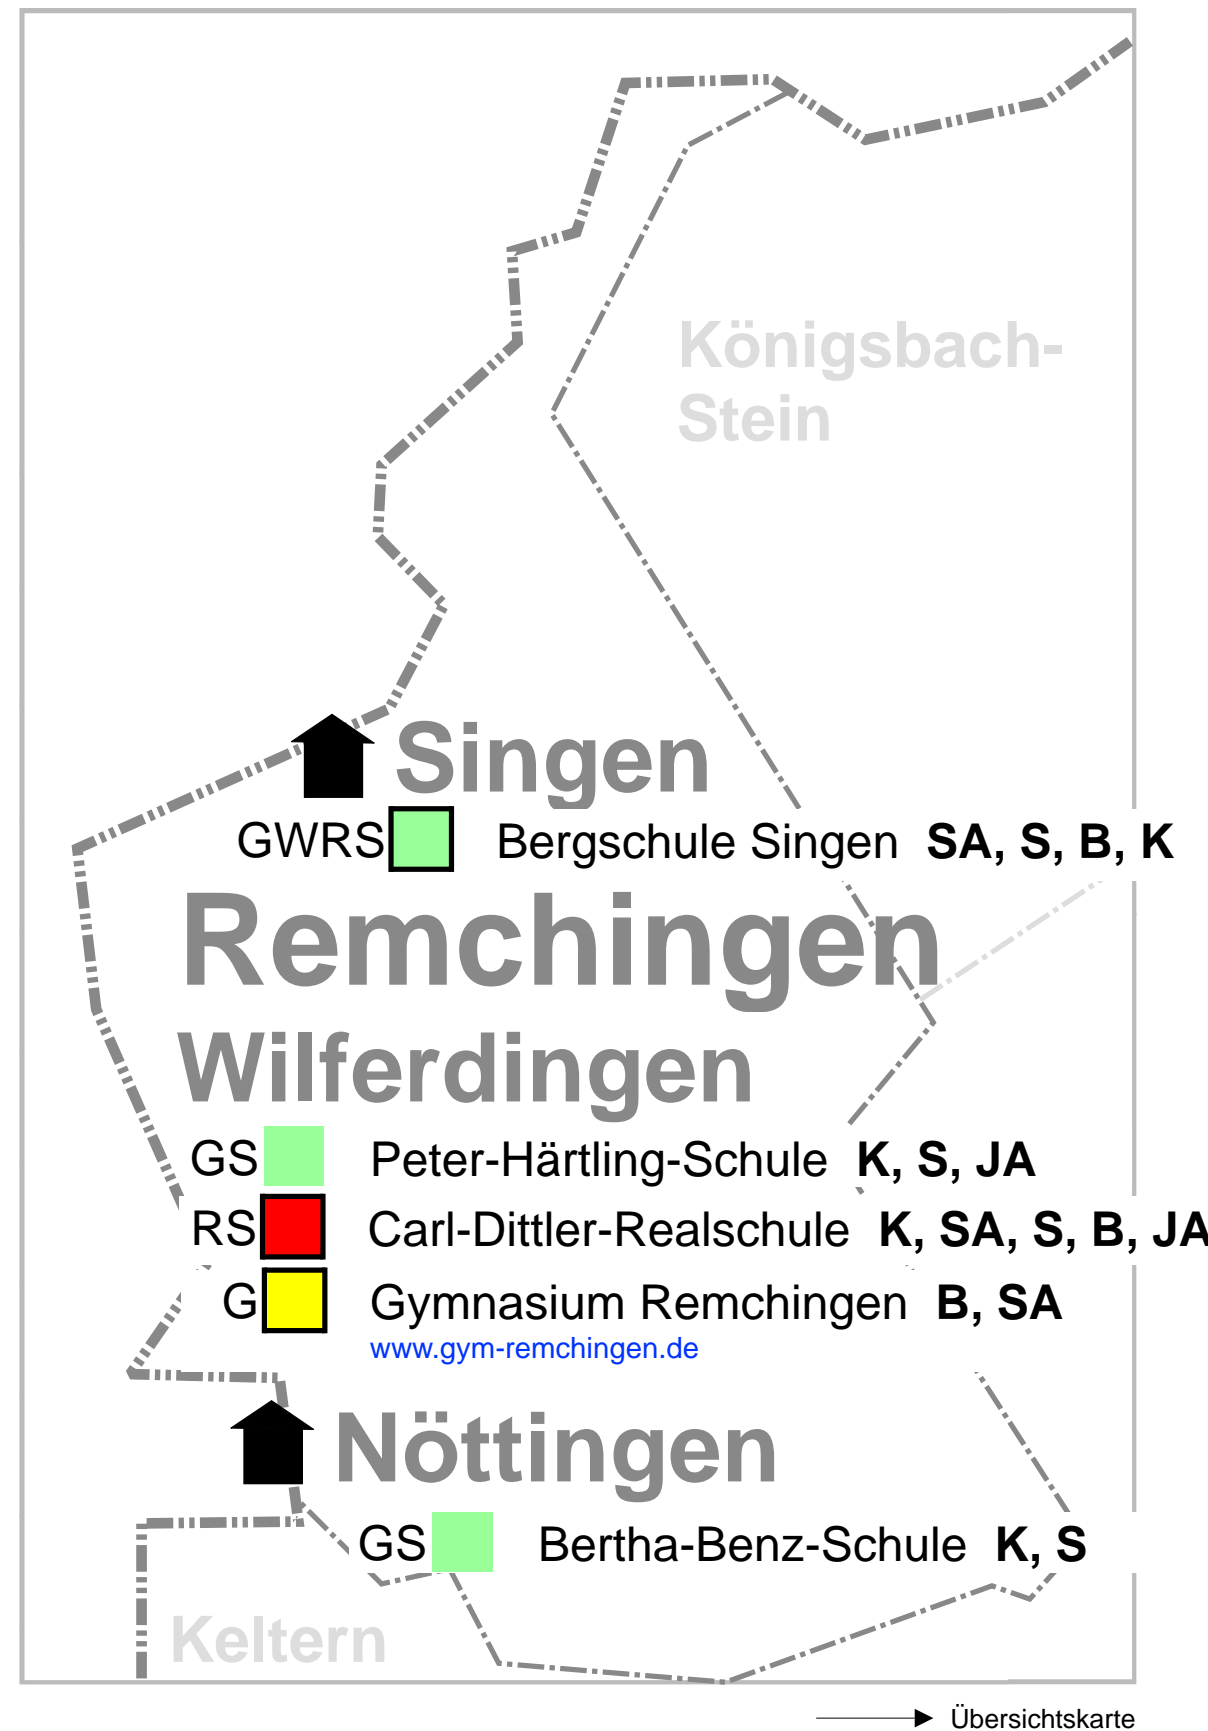 Königsbach-
Stein
Singen
GWRS Bergschule Singen SA, S, B, K
Remchingen
Wilferdingen
GS Peter-Härtling-Schule K, S, JA
RS Carl-Dittler-Realschule K, SA, S, B, JA
G Gymnasium Remchingen B, SA
www.gym-remchingen.de
Nöttingen
GS Bertha-Benz-Schule K, S
Keltern
Übersichtskarte